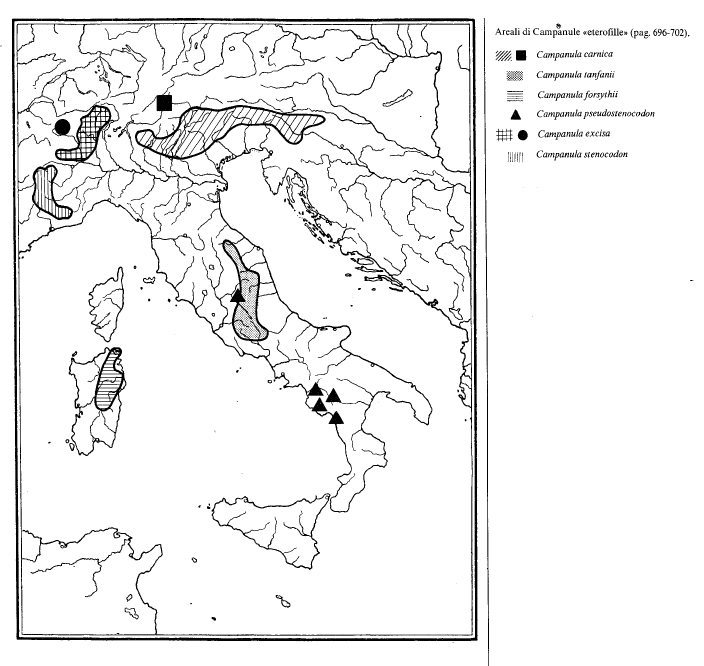 Areali di Campanule «eterofille» (pag. 696-702).
Campanula carnica
Campanula tanfanii
Campanula forsythii
Campanula pseudostenocodon
Campanula excisa
Campanula stenocodon